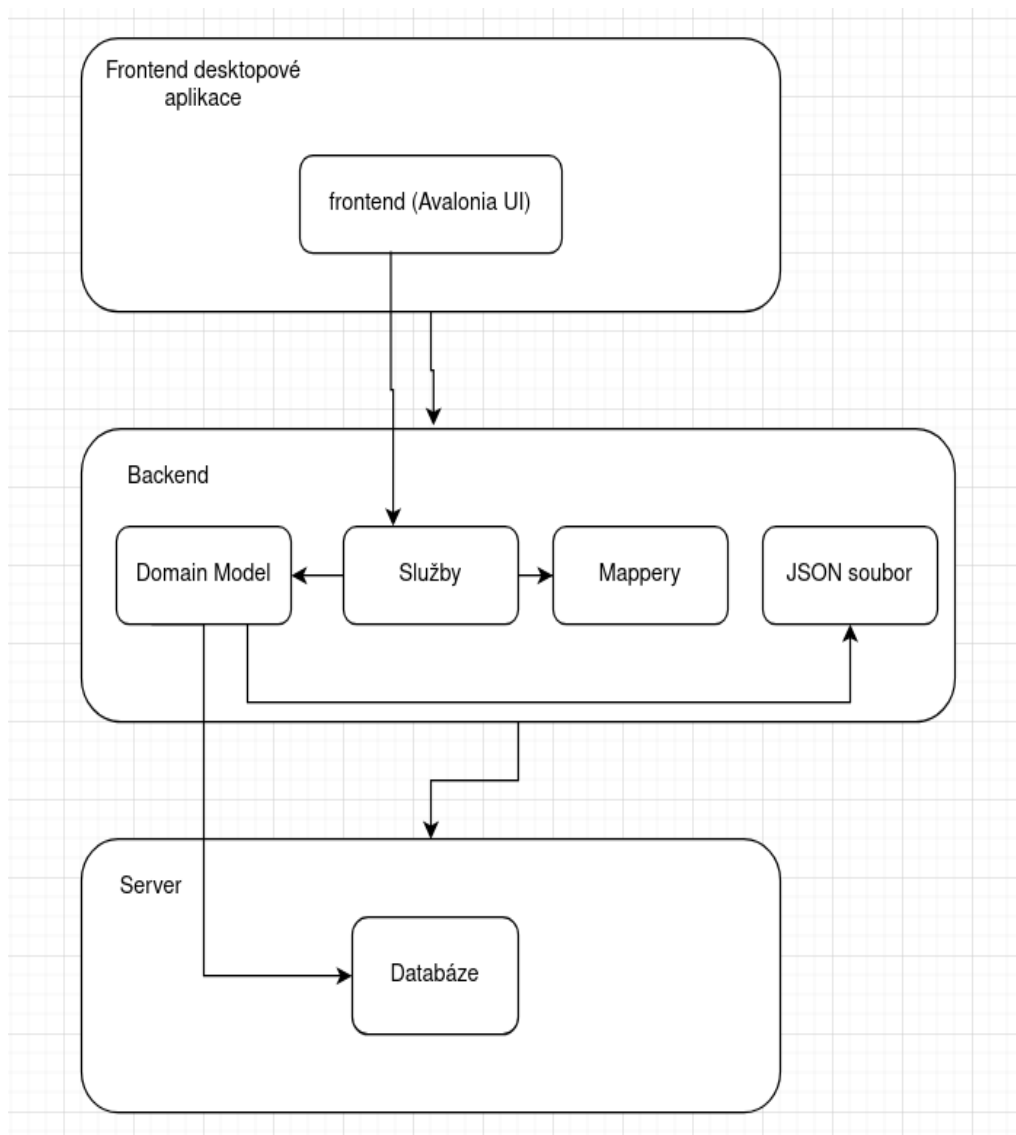 Frontend desktopové
aplikace
frontend (Avalonia UI)
Backend
Domain Model
Služby
Mappery
JSON soubor
Server
Databáze